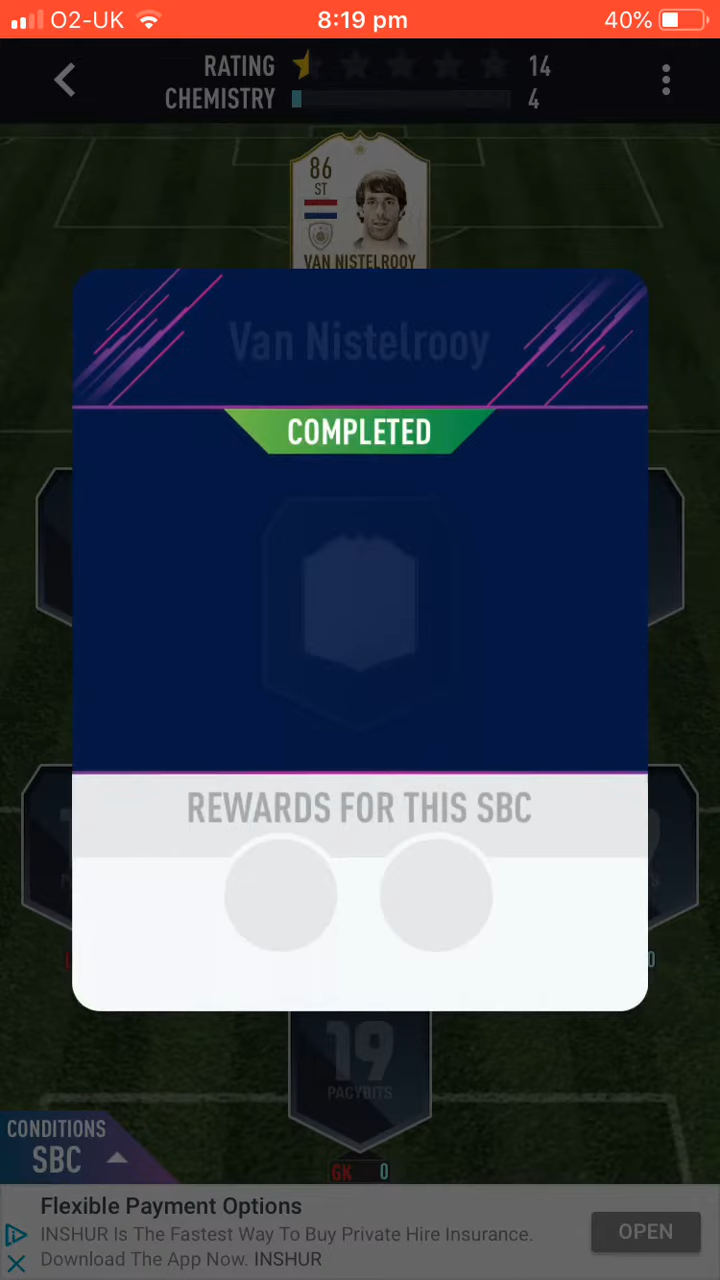 O2-UK
8:19 pm
40%
RATING
14
CHEMISTRY
4
86
ST
VAN NISTELROOY
Van Nistelrooy
COMPLETED
REWARDS FOR THIS SBC
0
19
PACYBITS
GK 0
CONDITIONS
SBC
Flexible Payment Options
INSHUR Is The Fastest Way To Buy Private Hire Insurance.
Download The App Now. INSHUR
OPEN